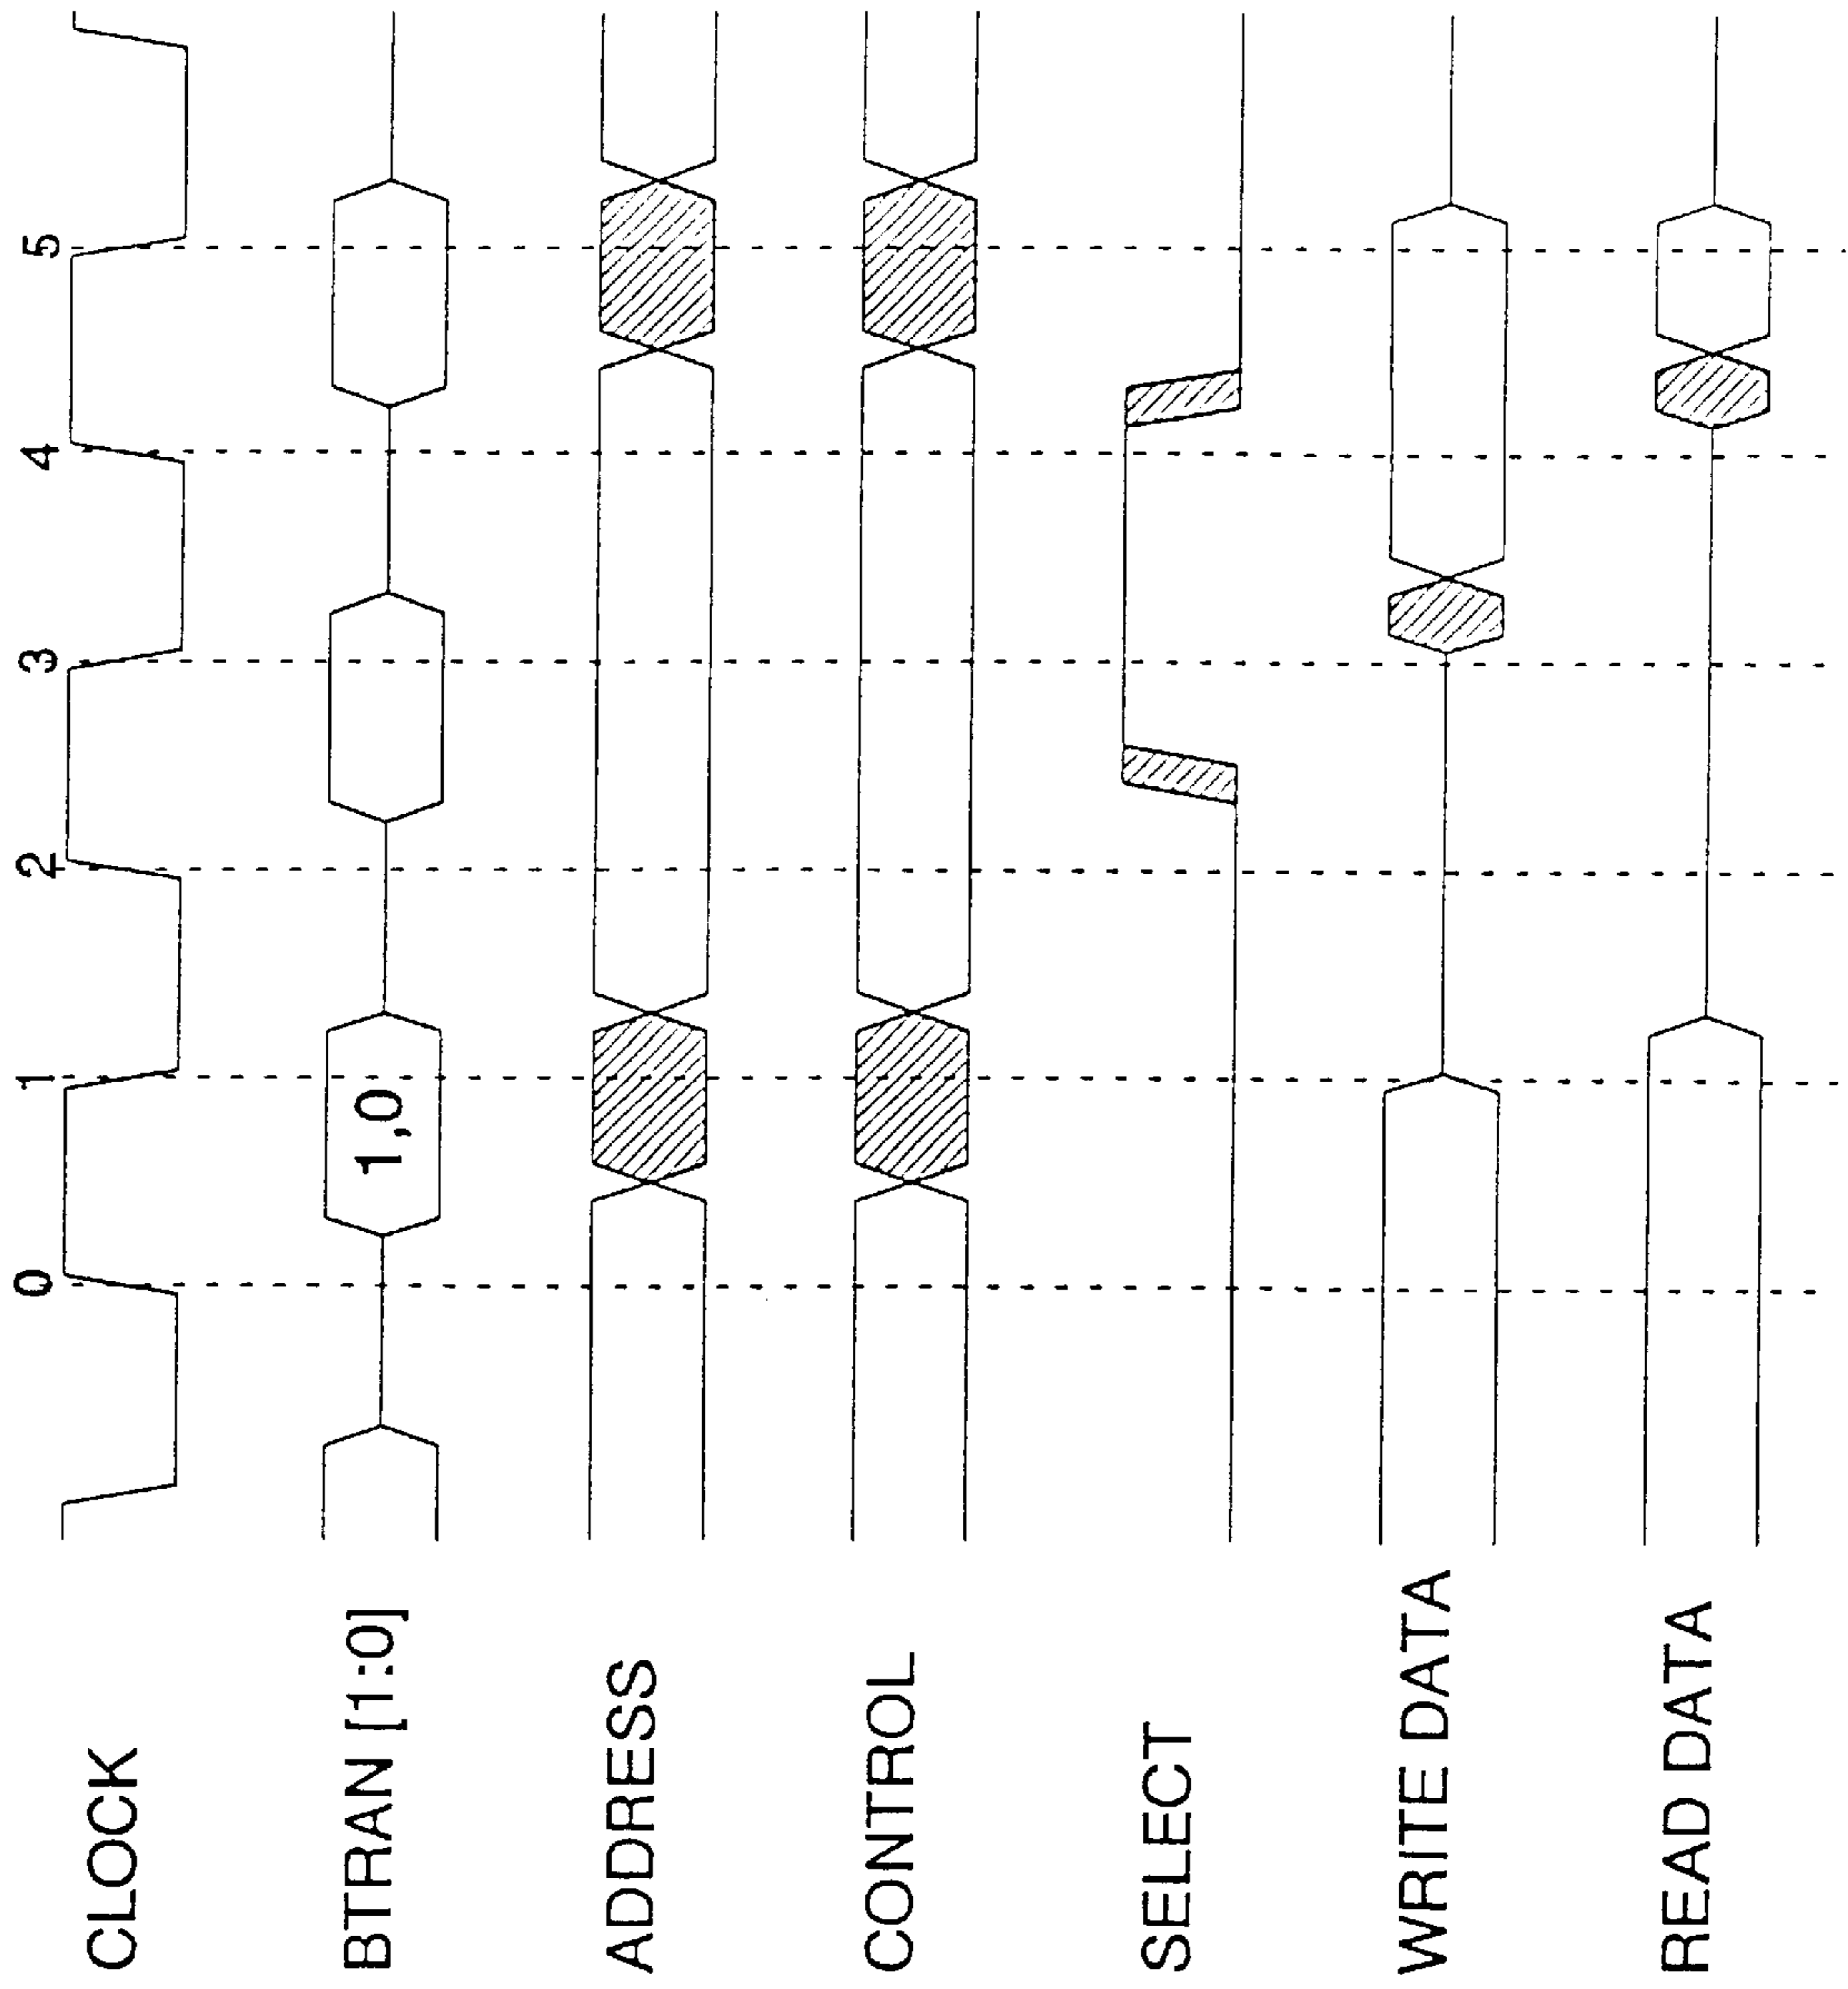 0 1 2 3 4 5
CLOCK
BTRAN [1:0]
1,0
ADDRESS
CONTROL
SELECT
WRITE DATA
READ DATA